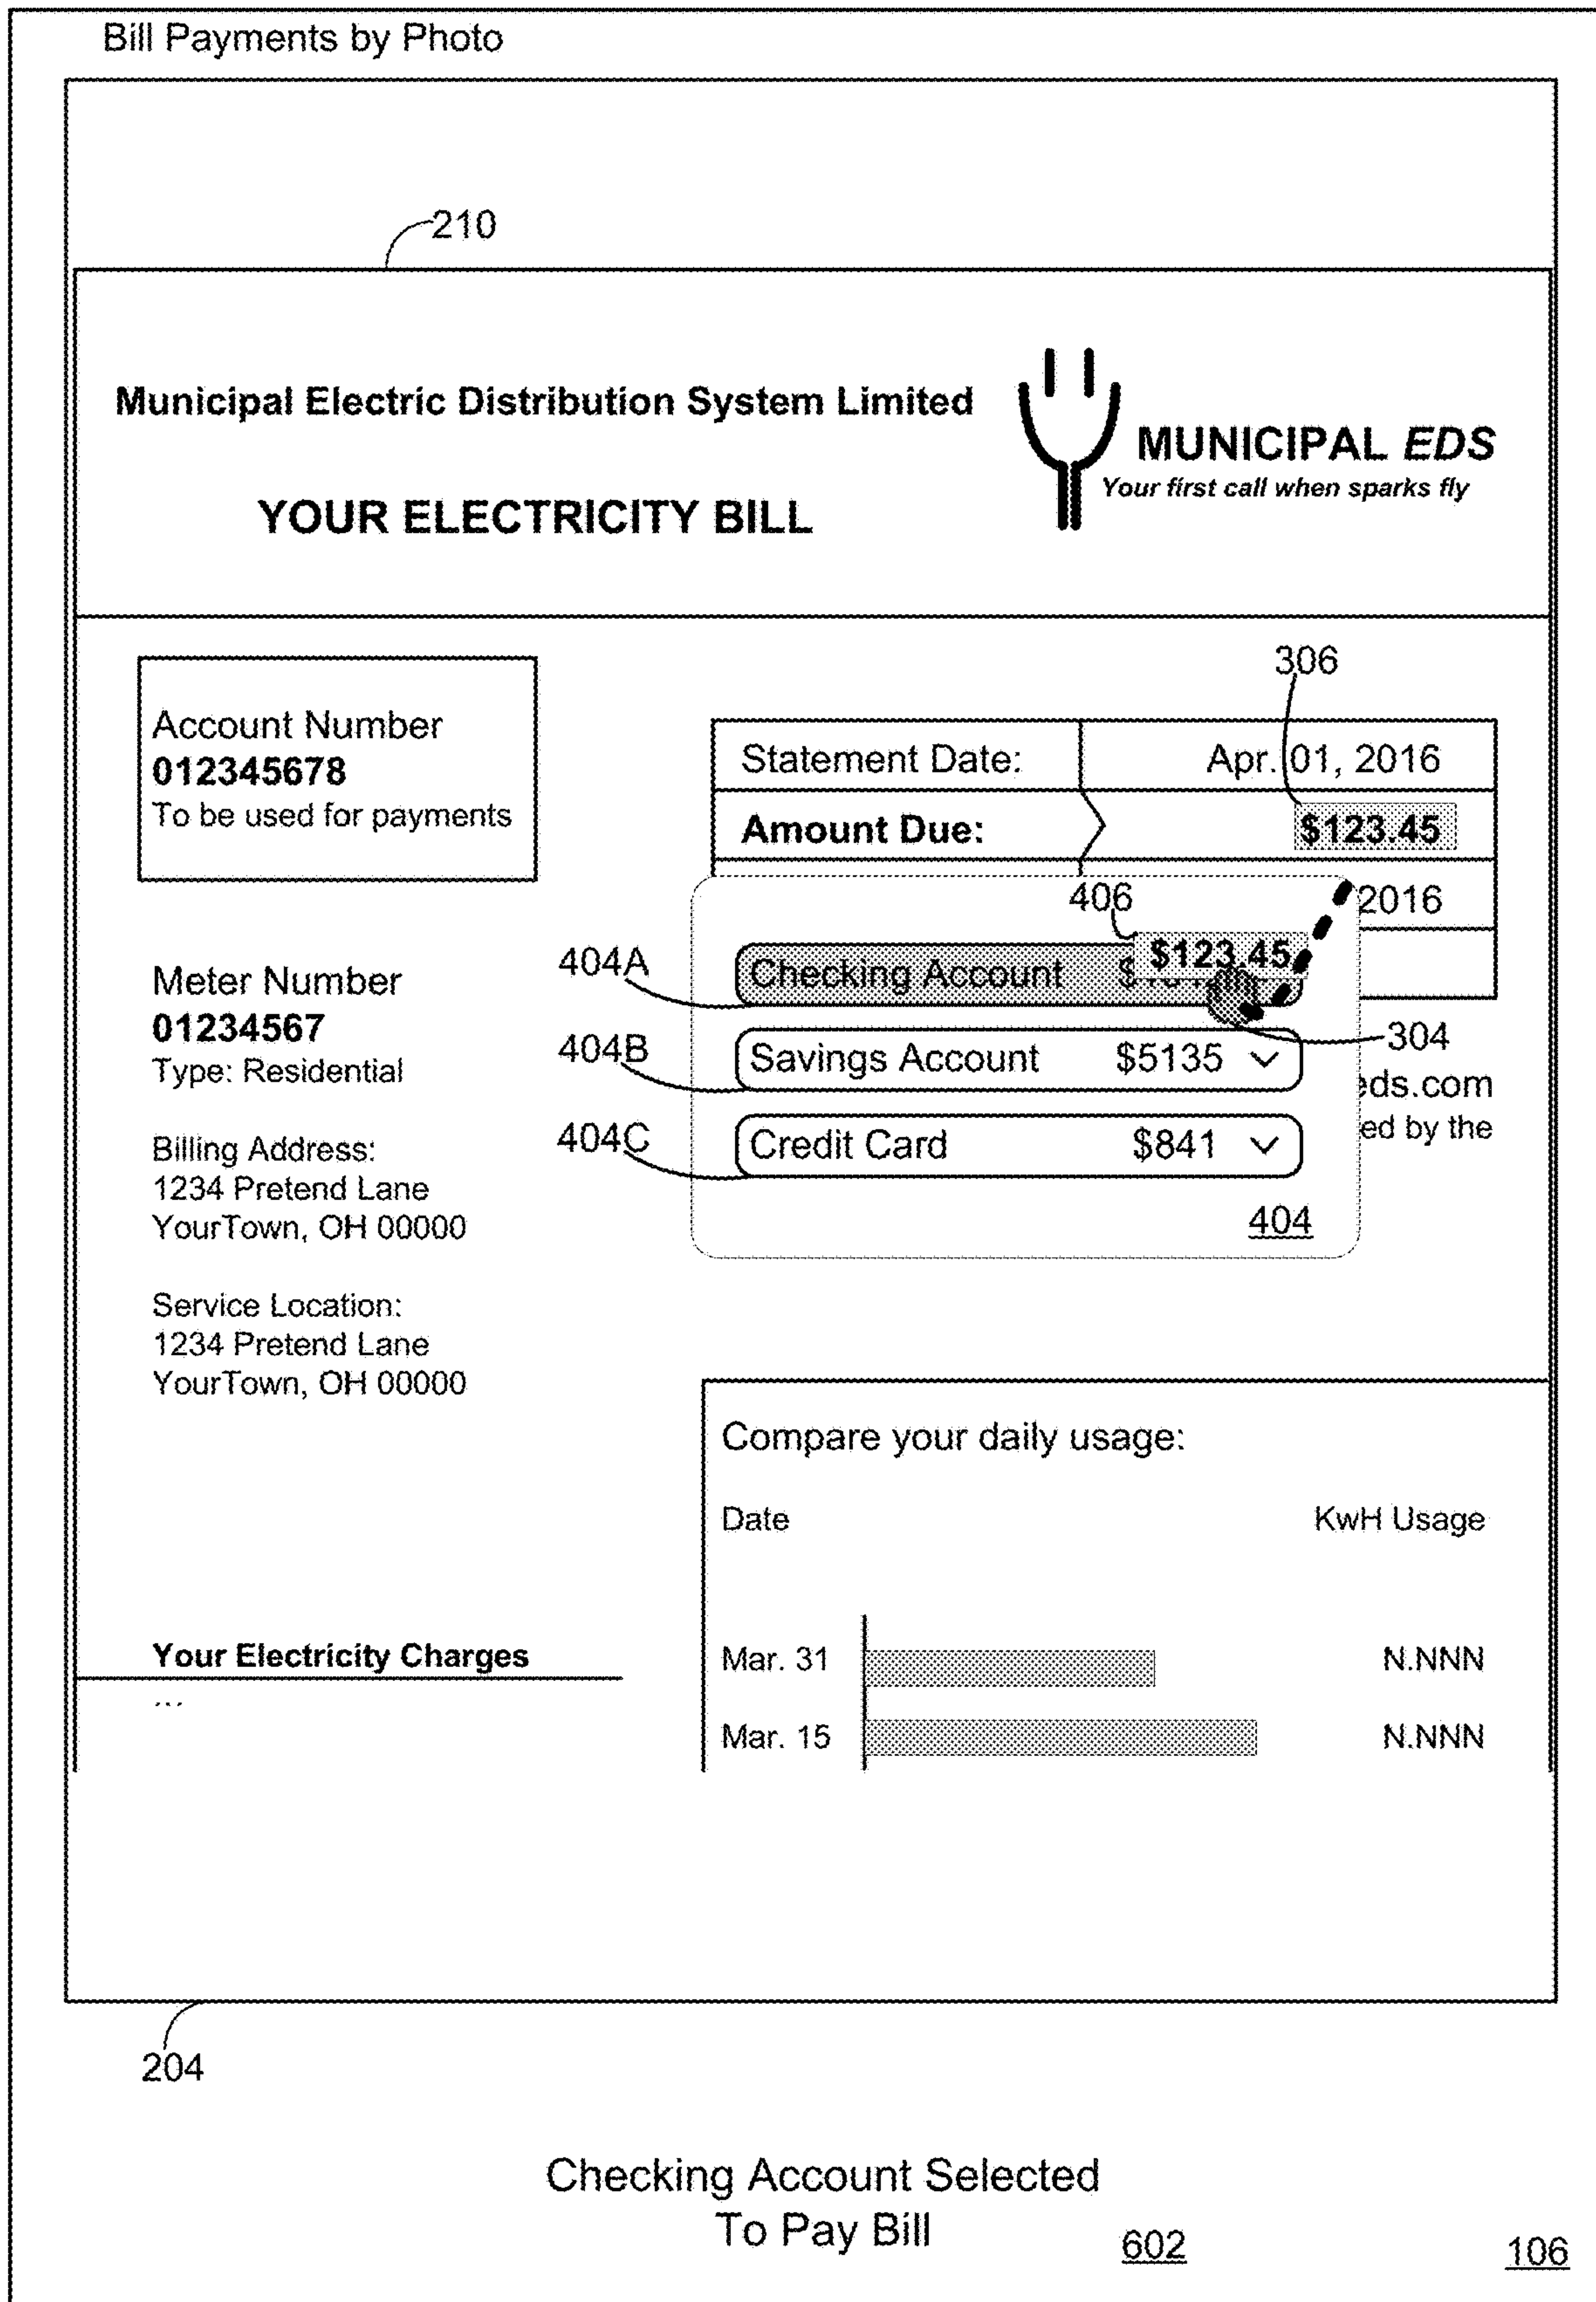 Bill Payments by Photo
210
Municipal Electric Distribution System Limited
MUNICIPAL EDS
Your first call when sparks fly
YOUR ELECTRICITY BILL
306
Account Number
012345678
To be used for payments
Statement Date: Apr. 01, 2016
Amount Due: $123.45
2016
406
$123.45
404A
Checking Account $
304
Meter Number
01234567
Type: Residential
404B
Savings Account $5135
eds.com
404C
Credit Card $841
ed by the
404
Billing Address:
1234 Pretend Lane
YourTown, OH 00000
Service Location:
1234 Pretend Lane
YourTown, OH 00000
Compare your daily usage:
Date KwH Usage
Your Electricity Charges
...
Mar. 31 N.NNN
Mar. 15 N.NNN
204
Checking Account Selected
To Pay Bill
602
106